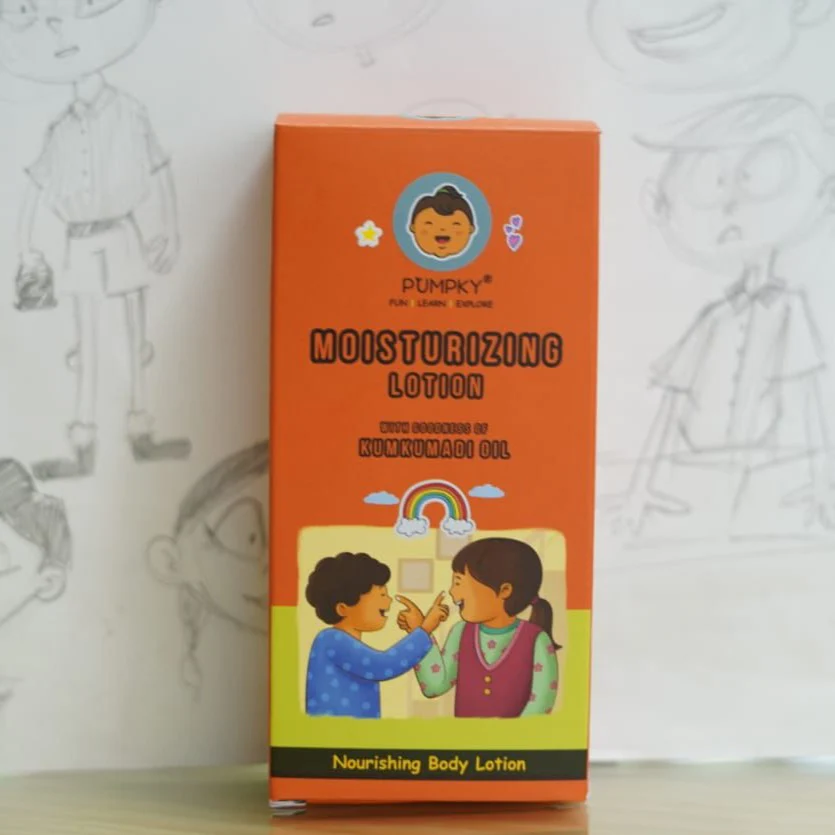 PUMPKY®
FUN LEARN EXPLORE
MOISTURIZING
LOTION
WITH GOODNESS OF
KUMKUMADI OIL
Nourishing Body Lotion